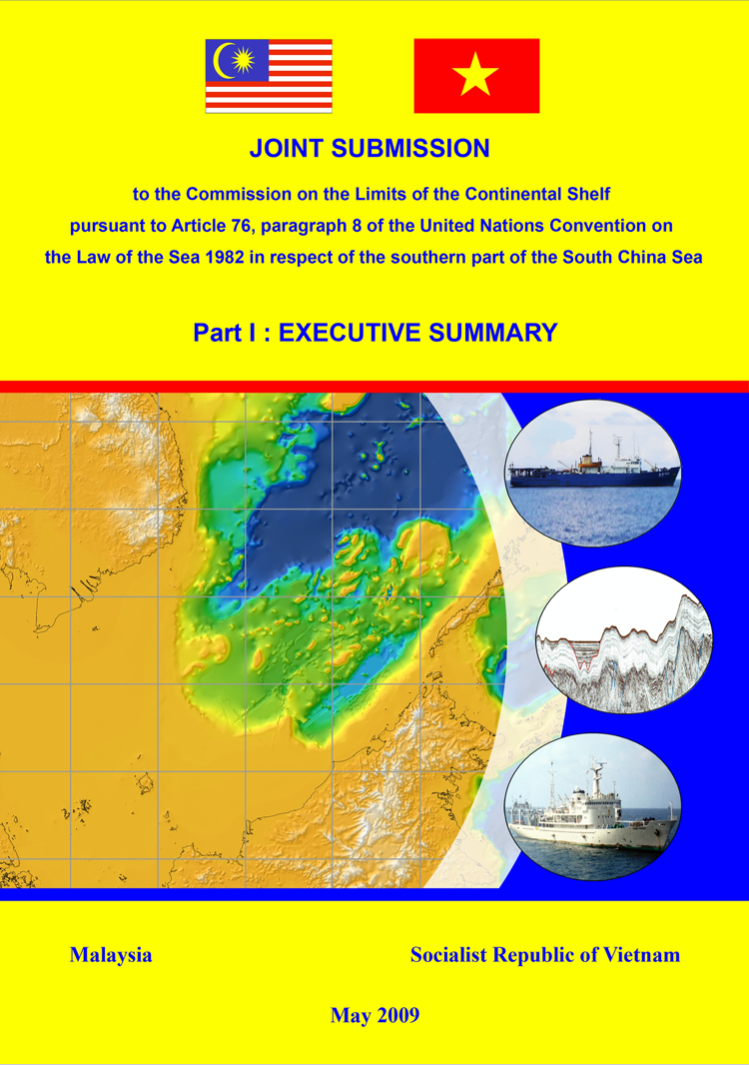 JOINT SUBMISSION
to the Commission on the Limits of the Continental Shelf
pursuant to Article 76, paragraph 8 of the United Nations Convention on
the Law of the Sea 1982 in respect of the southern part of the South China Sea
Part I : EXECUTIVE SUMMARY
Malaysia
Socialist Republic of Vietnam
May 2009